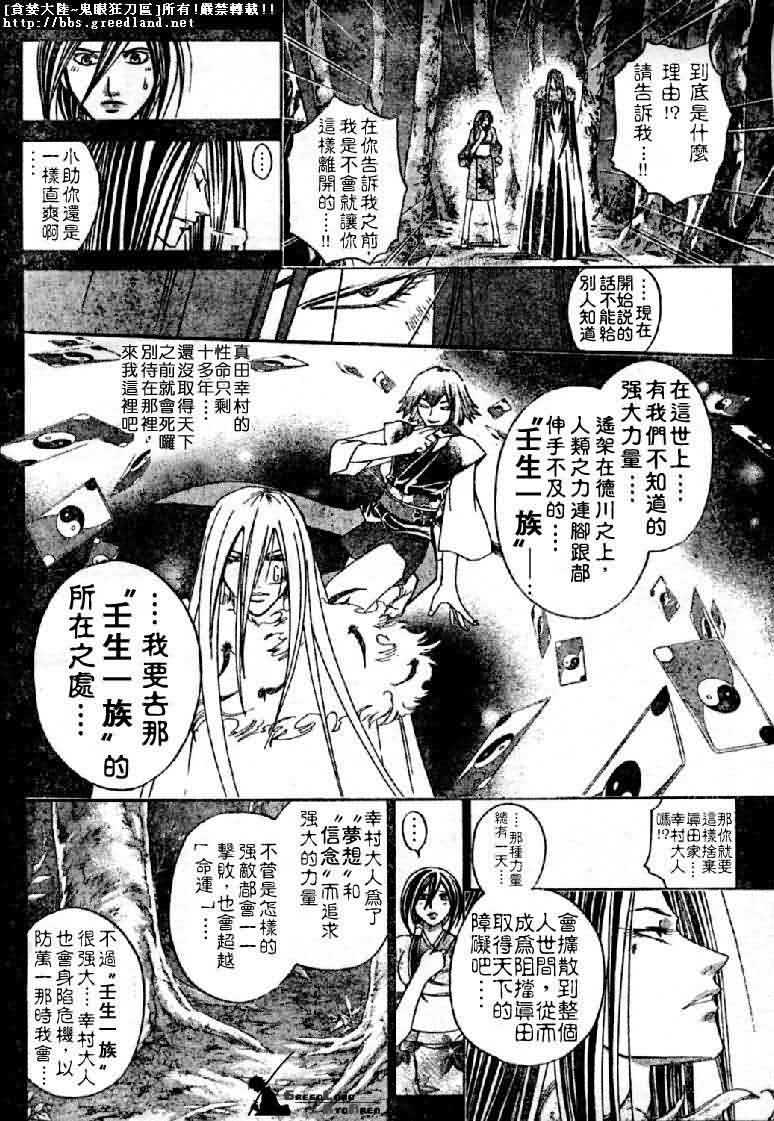 [貪婪大陸~鬼眼狂刀區]所有!嚴禁轉載!!
http://bbs.greedland.net/
到底是什麼
理由!?
請告訴我…!!
在你告訴我之前,
我是不會就讓你
這樣離開的…!!
…
小助你還是
一樣直爽啊
…
…現在
開始說的
話不能給
別人知道
在這世上…
有我們不知道的
强大力量…
遙架在德川之上,
人類之力連腳跟都
伸手不及的…
“壬生一族”
真田幸村的
性命只剩
十多年…
還沒取得天下
之前就會死囉
別待在那裡,
來我這裡吧
…我要去那
“壬生一族”的
所在之處…
那你就要
這樣捨棄
真田家…
幸村大人
嗎!?
…那種力量
總有一天…
會擴散到整個
人世間,從而
成為阻擋真田
取得天下的
障礙吧…
…
幸村大人為了
“夢想”和
“信念”而追求
强大的力量
不管是怎樣的
强敵都會一一
擊敗,也會超越
「命運」…
不過“壬生一族”
很强大…幸村大人
也會身陷危機,以
防萬一那時我會…
GreedLand
KyoRen